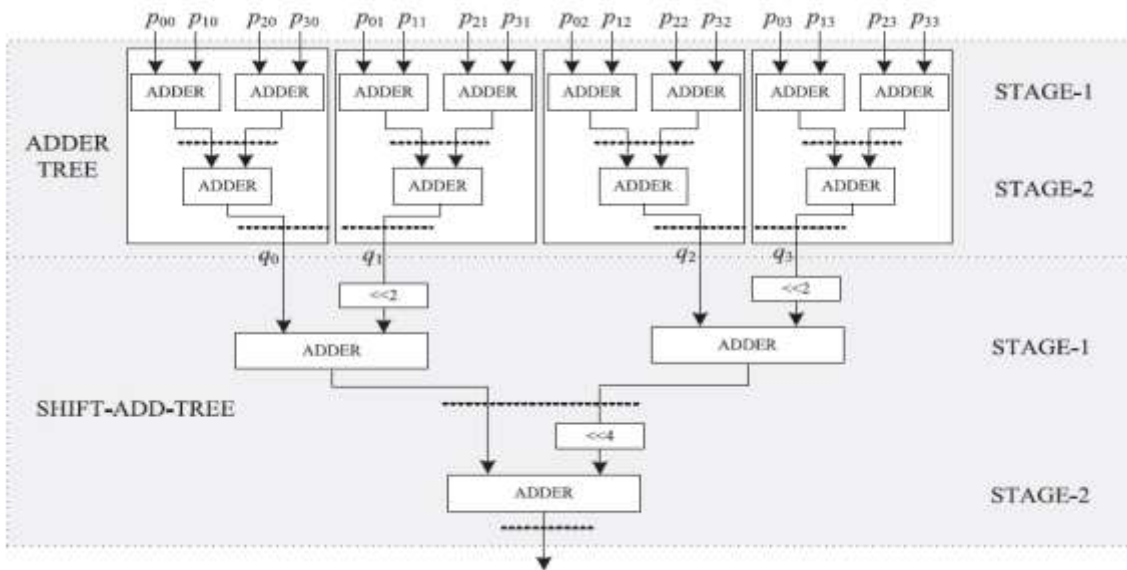 p00 p10 p20 p30 p01 p11 p21 p31 p02 p12 p22 p32 p03 p13 p23 p33
ADDER ADDER ADDER ADDER ADDER ADDER ADDER ADDER STAGE-1
ADDER
TREE
ADDER ADDER ADDER ADDER STAGE-2
q0 q1 q2 q3
<<2 <<2
ADDER ADDER STAGE-1
SHIFT-ADD-TREE
<<4
ADDER STAGE-2